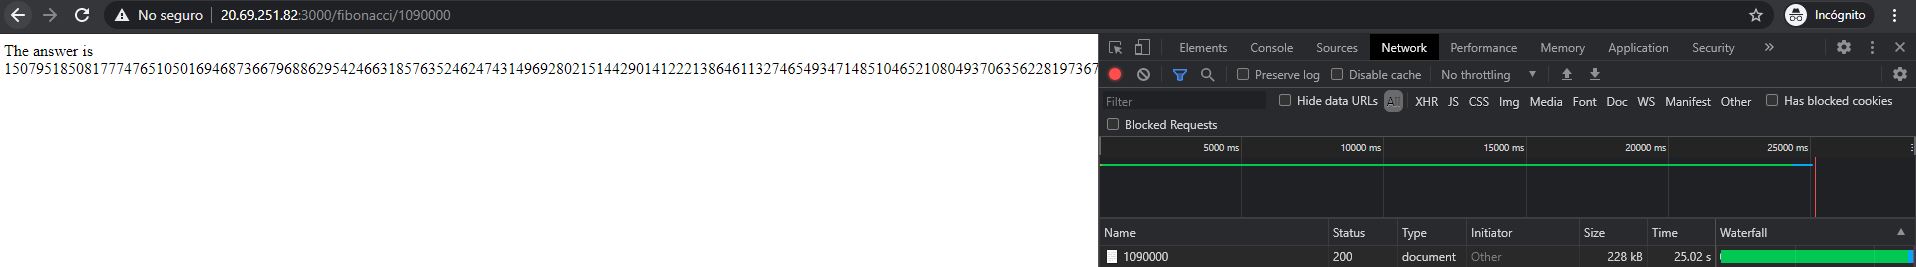 No seguro 20.69.251.82:3000/fibonacci/1090000 Incógnito
The answer is
Elements Console Sources Network Performance Memory Application Security »
Preserve log Disable cache No throttling
Filter Hide data URLs All XHR JS CSS Img Media Font Doc WS Manifest Other Has blocked cookies
Blocked Requests
5000 ms 10000 ms 15000 ms 20000 ms 25000 ms
Name Status Type Initiator Size Time Waterfall
1090000 200 document Other 228 kB 25.02 s